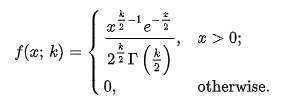 f(x; k) = { x^{k/2 − 1} e^{−x/2} / 2^{k/2} Γ(k/2), x > 0;
0, otherwise.